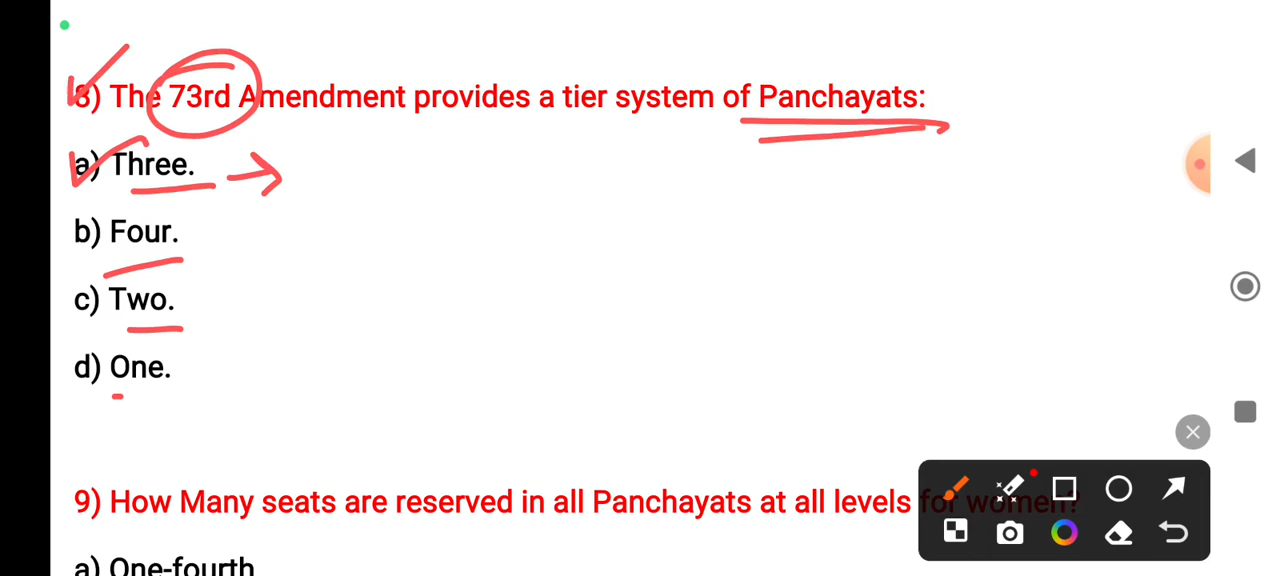 8) The 73rd Amendment provides a tier system of Panchayats:
a) Three.
b) Four.
c) Two.
d) One.
9) How Many seats are reserved in all Panchayats at all levels for women?
a) One-fourth